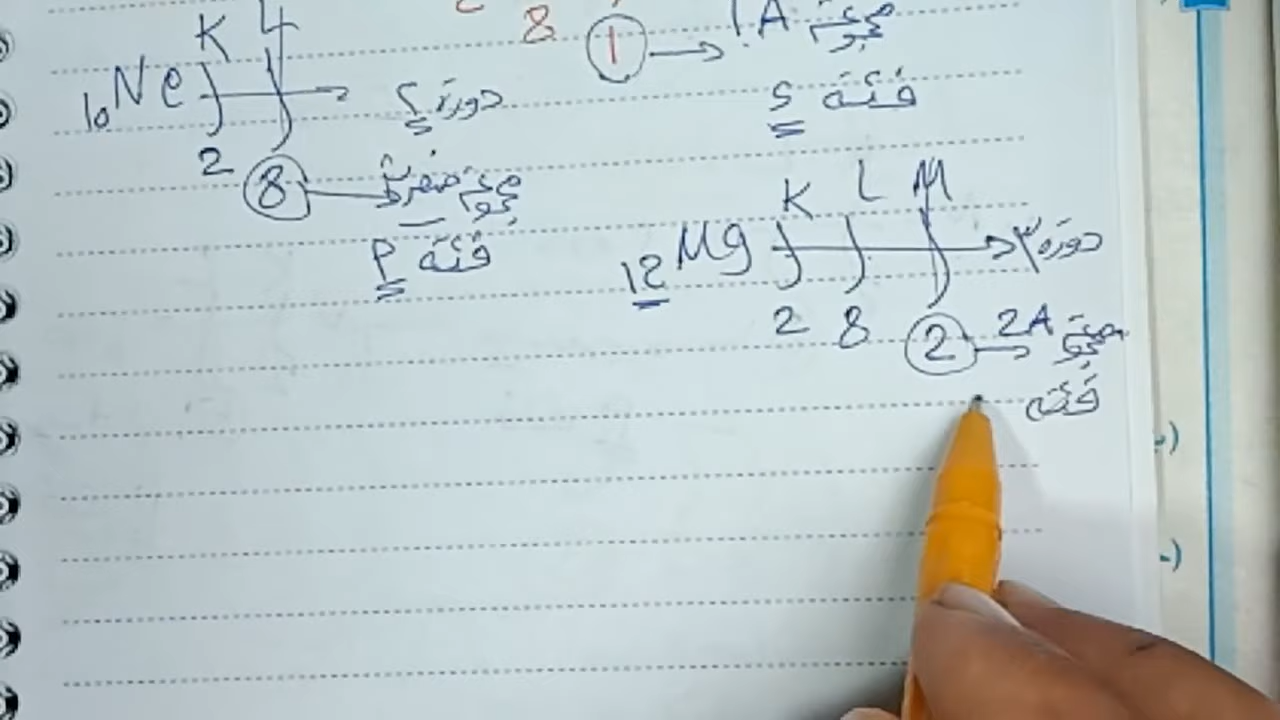 8 ① → 1A مجموعة
K L
₁₀Ne دورة ٢
فئة s
2 8 مجموعة صفرية
فئة p
K L M
₁₂Mg دورة ٣
2 8 2 → 2A مجموعة
فئة